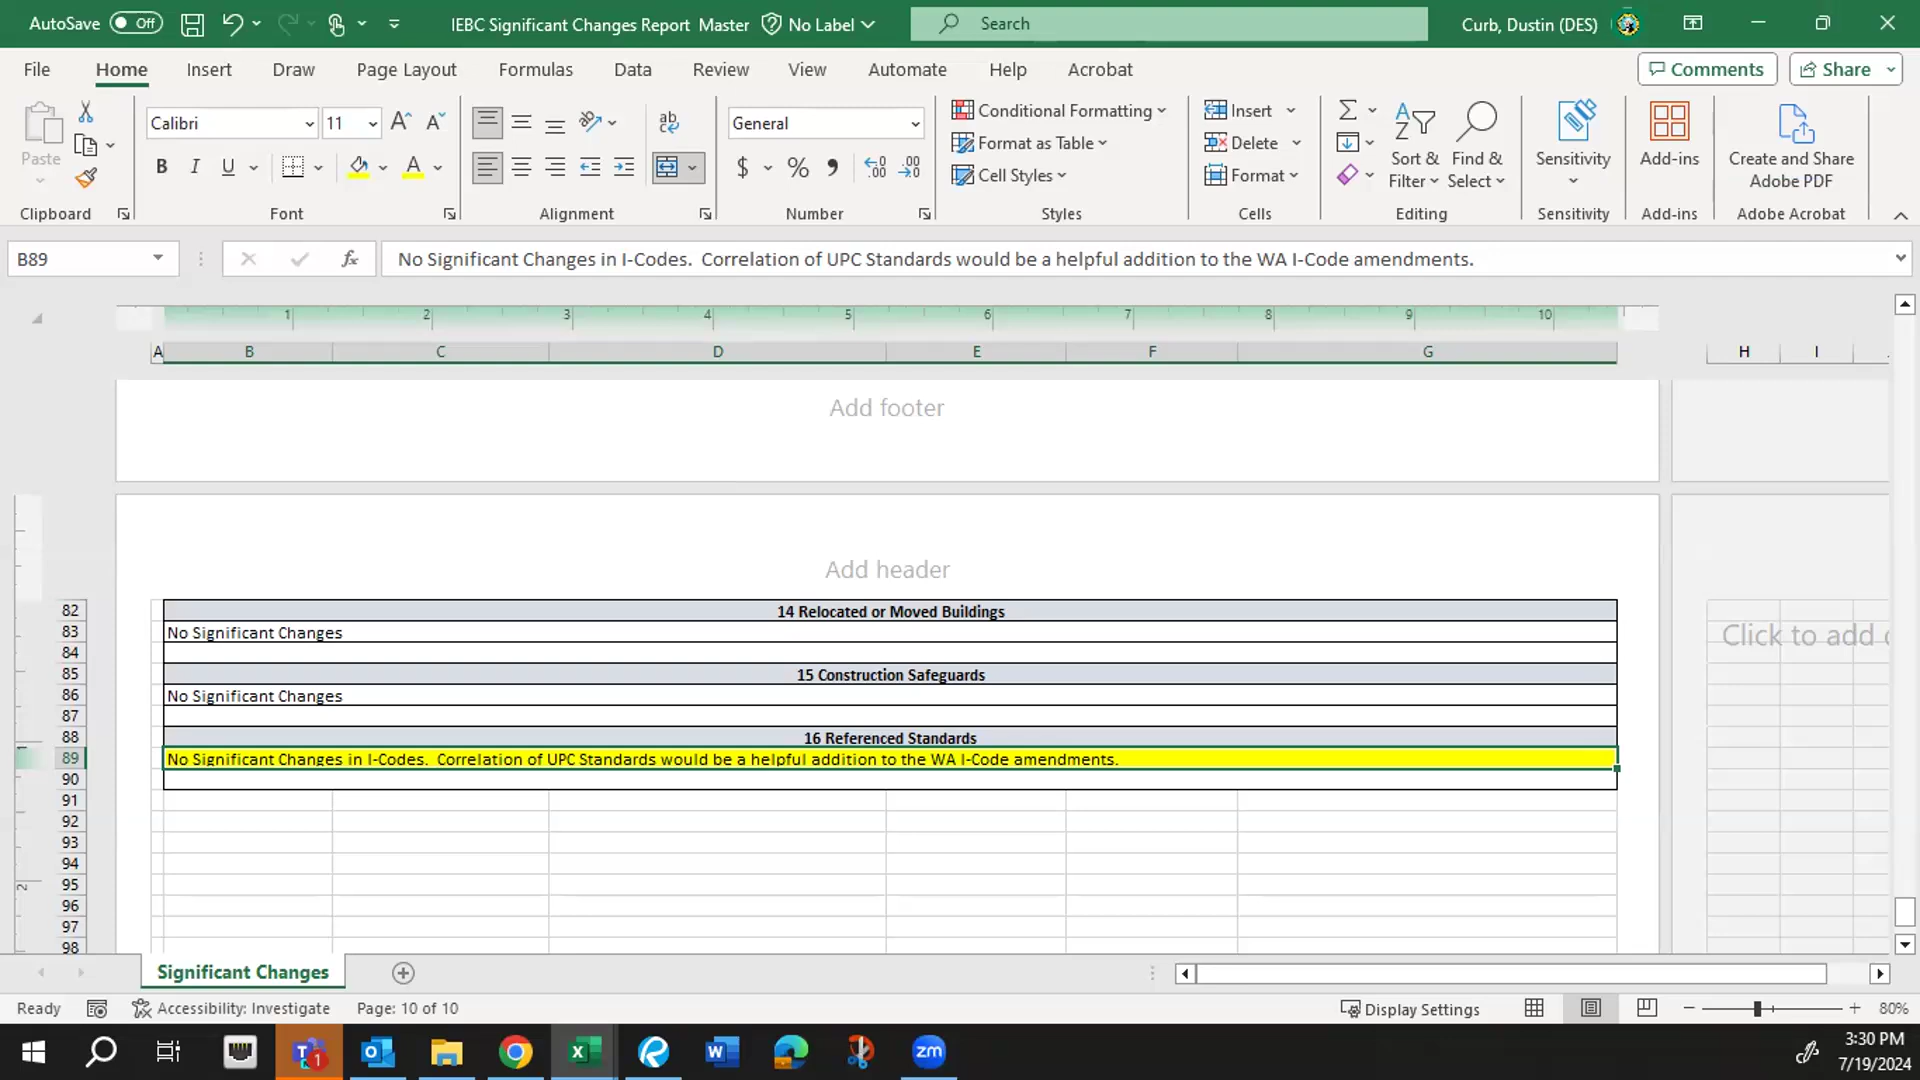 AutoSave Off IEBC Significant Changes Report Master No Label Search Curb, Dustin (DES)
File Home Insert Draw Page Layout Formulas Data Review View Automate Help Acrobat Comments Share
Paste Calibri 11 General Conditional Formatting Insert
Format as Table Delete
B I U $ % Cell Styles Format
Sort & Filter Find & Select Sensitivity Add-ins Create and Share Adobe PDF
Clipboard Font Alignment Number Styles Cells Editing Sensitivity Add-ins Adobe Acrobat
B89 fx No Significant Changes in I-Codes.  Correlation of UPC Standards would be a helpful addition to the WA I-Code amendments.
1 2 3 4 5 6 7 8 9 10
A B C D E F G H I
Add footer
Add header
82 14 Relocated or Moved Buildings
83 No Significant Changes Click to add
84
85 15 Construction Safeguards
86 No Significant Changes
87
88 16 Referenced Standards
89 No Significant Changes in I-Codes.  Correlation of UPC Standards would be a helpful addition to the WA I-Code amendments.
90
91
92
93
94
95
96
97
98
Significant Changes
Ready Accessibility: Investigate Page: 10 of 10 Display Settings 80%
3:30 PM
7/19/2024